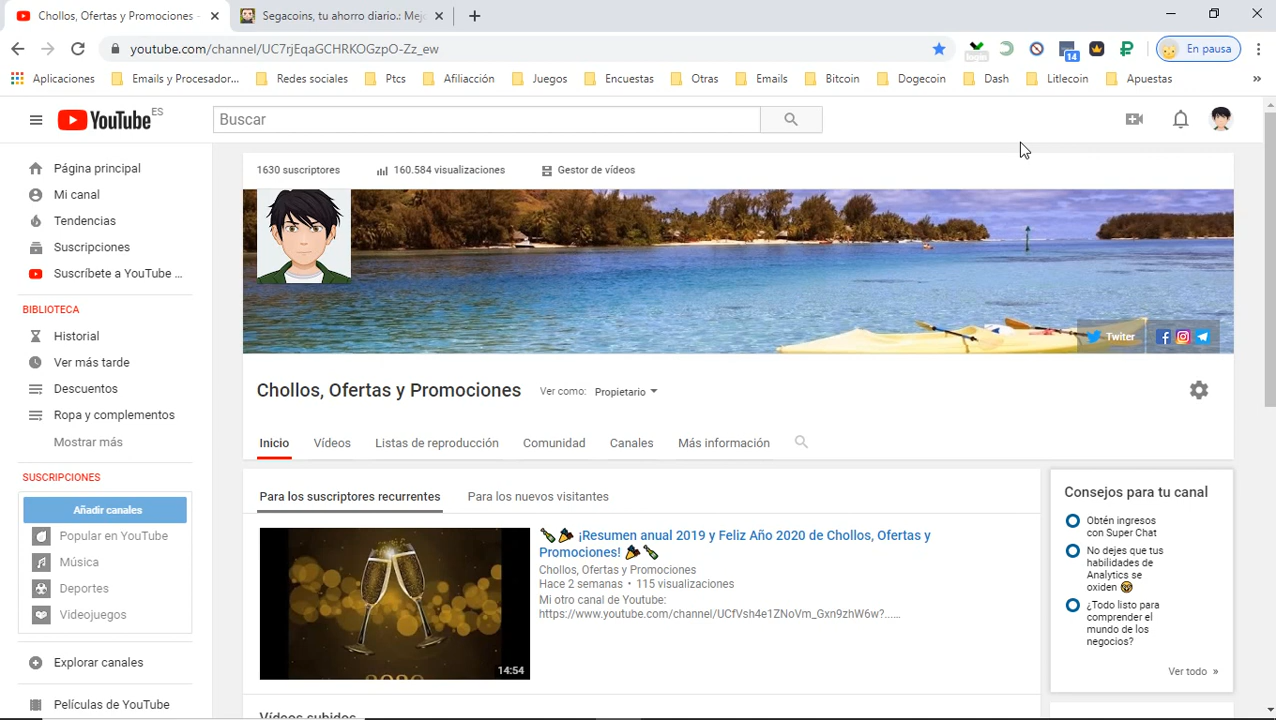 Chollos, Ofertas y Promociones -
Segacoins, tu ahorro diario.: Mejo
youtube.com/channel/UC7rjEqaGCHRKOGzpO-Zz_ew
14
En pausa
Aplicaciones
Emails y Procesador...
Redes sociales
Ptcs
Afiliacción
Juegos
Encuestas
Otras
Emails
Bitcoin
Dogecoin
Dash
Litlecoin
Apuestas
»
YouTube ES
Buscar
Página principal
Mi canal
Tendencias
Suscripciones
Suscríbete a YouTube ...
BIBLIOTECA
Historial
Ver más tarde
Descuentos
Ropa y complementos
Mostrar más
SUSCRIPCIONES
Añadir canales
Popular en YouTube
Música
Deportes
Videojuegos
Explorar canales
Películas de YouTube
1630 suscriptores
160.584 visualizaciones
Gestor de vídeos
Twiter
Chollos, Ofertas y Promociones
Ver como: Propietario
Inicio
Vídeos
Listas de reproducción
Comunidad
Canales
Más información
Para los suscriptores recurrentes
Para los nuevos visitantes
14:54
¡Resumen anual 2019 y Feliz Año 2020 de Chollos, Ofertas y
Promociones!
Chollos, Ofertas y Promociones
Hace 2 semanas • 115 visualizaciones
Mi otro canal de Youtube:
https://www.youtube.com/channel/UCfVsh4e1ZNoVm_Gxn9zhW6w?...…
Vídeos subidos
Consejos para tu canal
Obtén ingresos
con Super Chat
No dejes que tus
habilidades de
Analytics se
oxiden
¿Todo listo para
comprender el
mundo de los
negocios?
Ver todo »